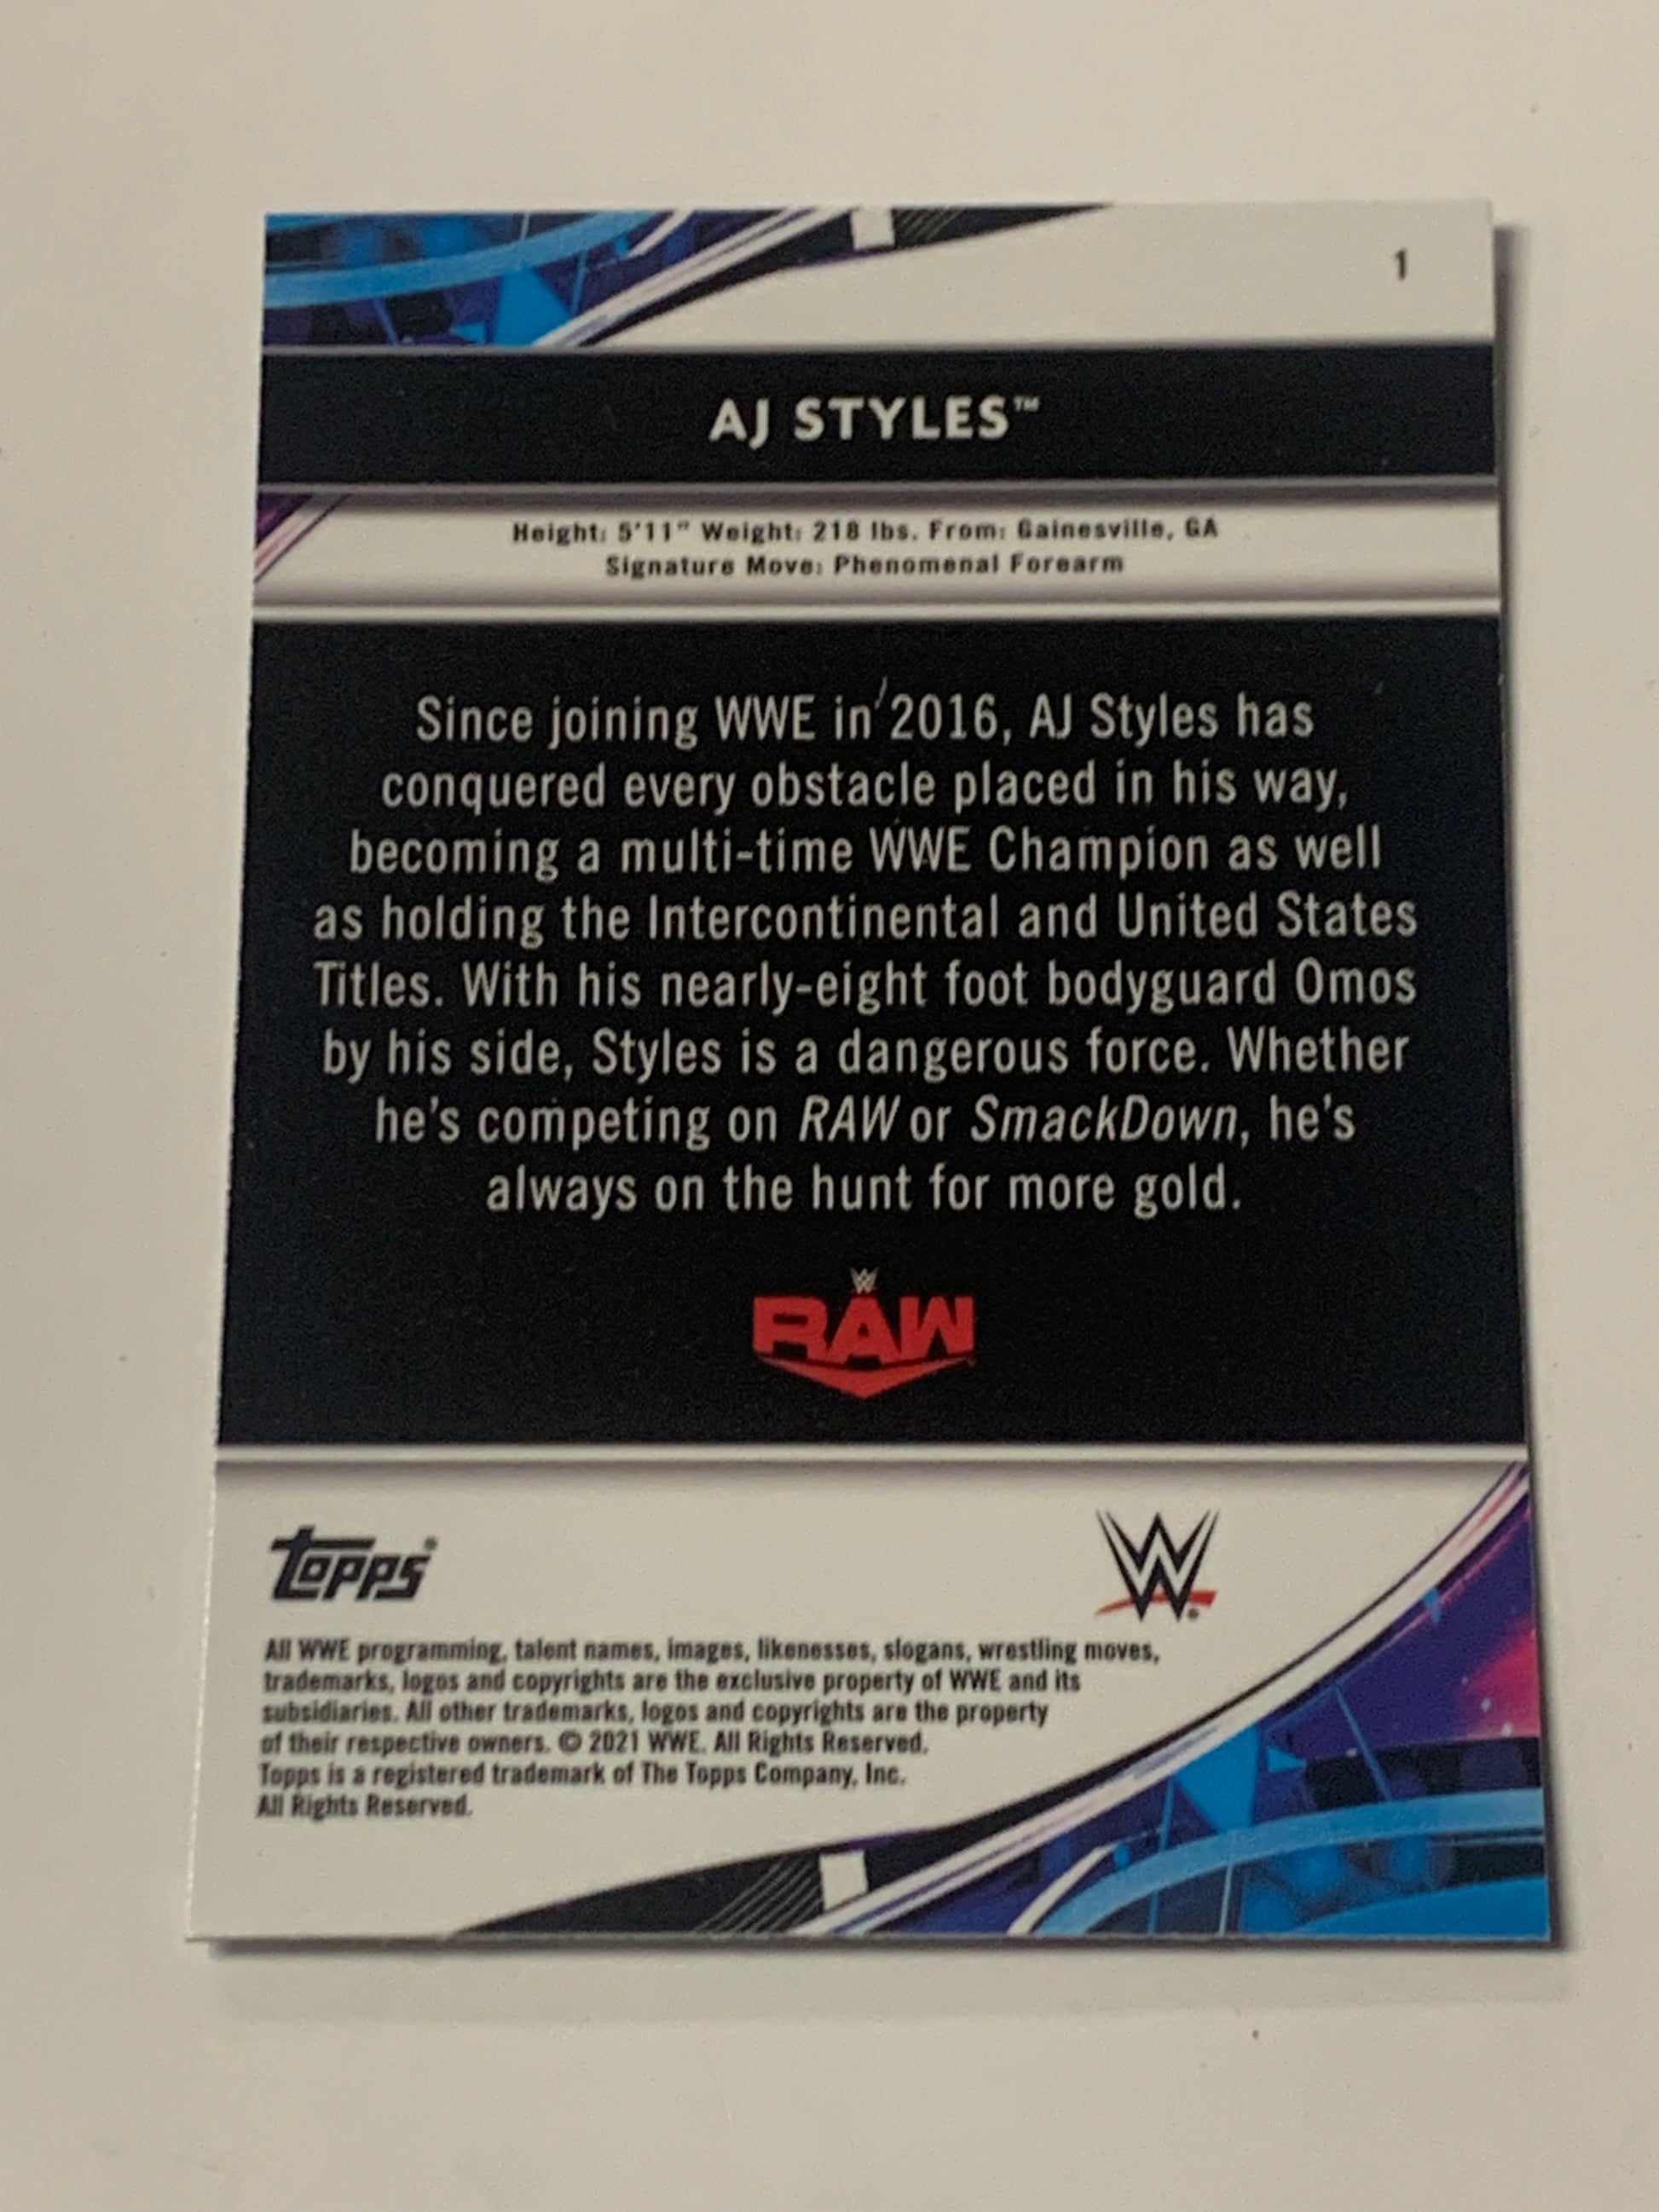 1
AJ STYLES™
Height: 5'11" Weight: 218 lbs. From: Gainesville, GA
Signature Move: Phenomenal Forearm
Since joining WWE in 2016, AJ Styles has
conquered every obstacle placed in his way,
becoming a multi-time WWE Champion as well
as holding the Intercontinental and United States
Titles. With his nearly-eight foot bodyguard Omos
by his side, Styles is a dangerous force. Whether
he's competing on RAW or SmackDown, he's
always on the hunt for more gold.
W
RAW
Topps®
W®
All WWE programming, talent names, images, likenesses, slogans, wrestling moves,
trademarks, logos and copyrights are the exclusive property of WWE and its
subsidiaries. All other trademarks, logos and copyrights are the property
of their respective owners. © 2021 WWE. All Rights Reserved.
Topps is a registered trademark of The Topps Company, Inc.
All Rights Reserved.